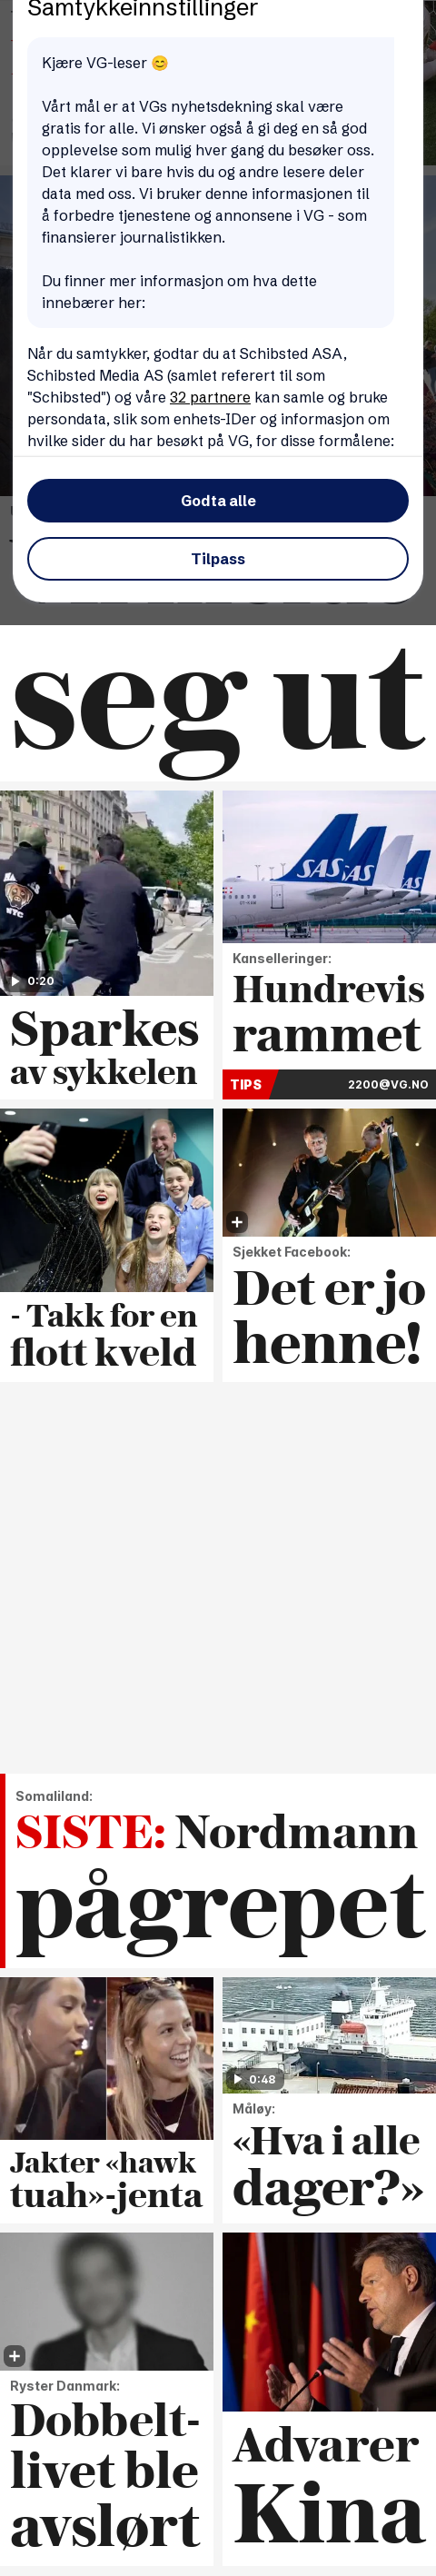 Samtykkeinnstillinger
Kjære VG-leser 😊
Vårt mål er at VGs nyhetsdekning skal være
gratis for alle. Vi ønsker også å gi deg en så god
opplevelse som mulig hver gang du besøker oss.
Det klarer vi bare hvis du og andre lesere deler
data med oss. Vi bruker denne informasjonen til
å forbedre tjenestene og annonsene i VG - som
finansierer journalistikken.
Du finner mer informasjon om hva dette
innebærer her:
Når du samtykker, godtar du at Schibsted ASA,
Schibsted Media AS (samlet referert til som
"Schibsted") og våre 32 partnere kan samle og bruke
persondata, slik som enhets-IDer og informasjon om
hvilke sider du har besøkt på VG, for disse formålene:
Godta alle
Tilpass
seg ut
0:20
Sparkes
av sykkelen
SAS
SAS
Kanselleringer:
Hundrevis
rammet
TIPS
2200@VG.NO
NYC
- Takk for en
flott kveld
Sjekket Facebook:
Det er jo
henne!
Somaliland:
SISTE: Nordmann
pågrepet
Jakter «hawk
tuah»-jenta
0:48
Måløy:
«Hva i alle
dager?»
Ryster Danmark:
Dobbelt-
livet ble
avslørt
Advarer
Kina